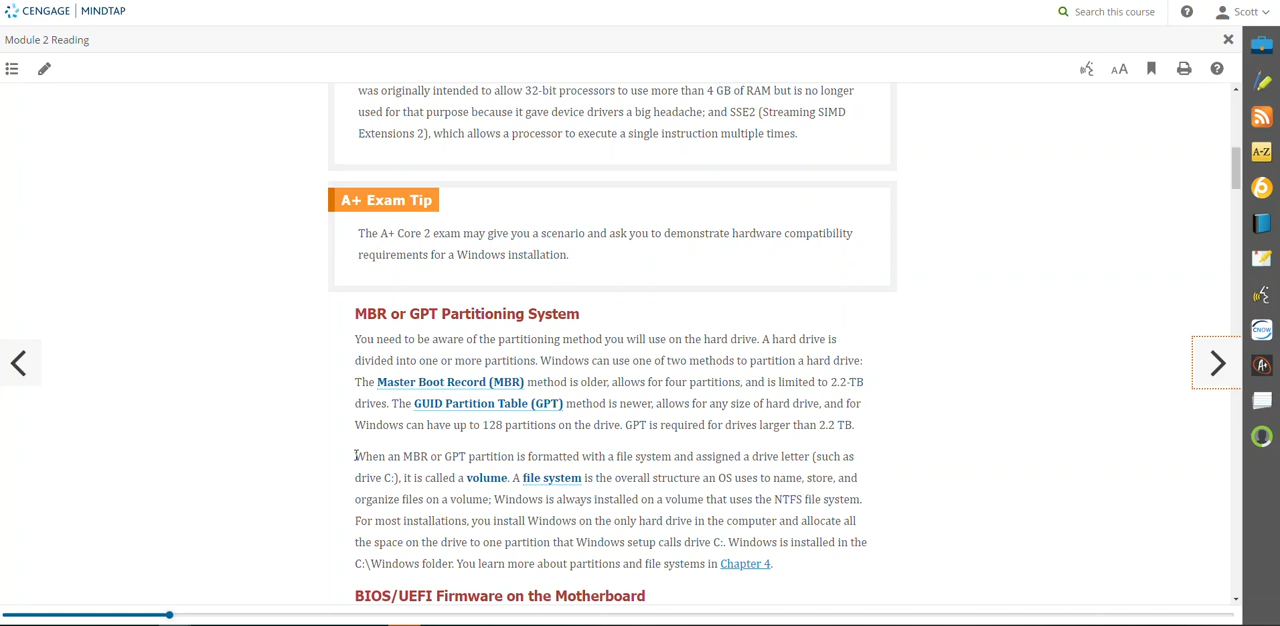 CENGAGE | MINDTAP
Search this course
Scott
Module 2 Reading
AA
was originally intended to allow 32-bit processors to use more than 4 GB of RAM but is no longer
used for that purpose because it gave device drivers a big headache; and SSE2 (Streaming SIMD
Extensions 2), which allows a processor to execute a single instruction multiple times.
A+ Exam Tip
The A+ Core 2 exam may give you a scenario and ask you to demonstrate hardware compatibility
requirements for a Windows installation.
MBR or GPT Partitioning System
You need to be aware of the partitioning method you will use on the hard drive. A hard drive is
divided into one or more partitions. Windows can use one of two methods to partition a hard drive:
The Master Boot Record (MBR) method is older, allows for four partitions, and is limited to 2.2-TB
drives. The GUID Partition Table (GPT) method is newer, allows for any size of hard drive, and for
Windows can have up to 128 partitions on the drive. GPT is required for drives larger than 2.2 TB.
When an MBR or GPT partition is formatted with a file system and assigned a drive letter (such as
drive C:), it is called a volume. A file system is the overall structure an OS uses to name, store, and
organize files on a volume; Windows is always installed on a volume that uses the NTFS file system.
For most installations, you install Windows on the only hard drive in the computer and allocate all
the space on the drive to one partition that Windows setup calls drive C:. Windows is installed in the
C:\Windows folder. You learn more about partitions and file systems in Chapter 4.
BIOS/UEFI Firmware on the Motherboard
A-Z
CNOW
A+